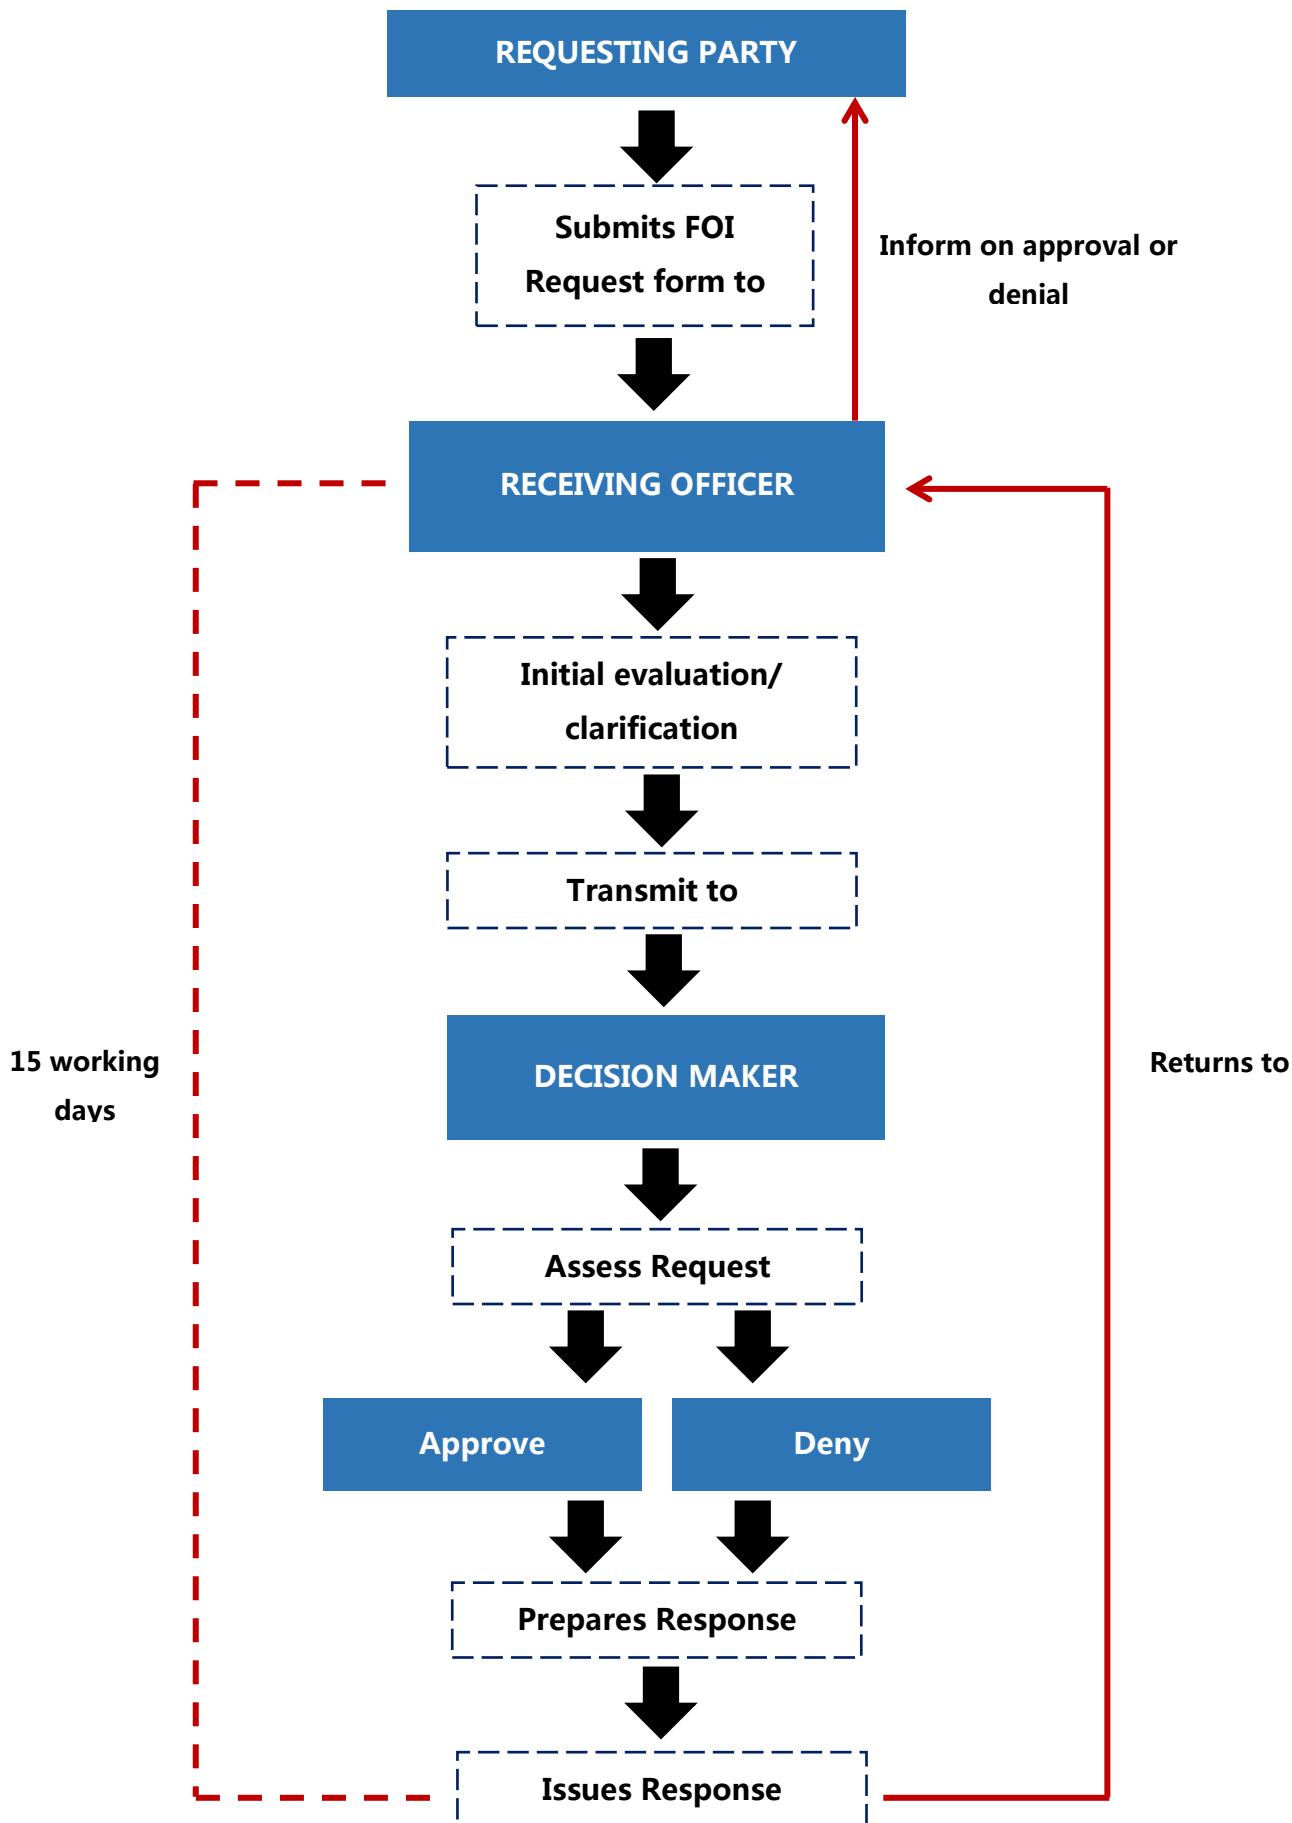 REQUESTING PARTY
Submits FOI
Request form to
Inform on approval or
denial
RECEIVING OFFICER
Initial evaluation/
clarification
Transmit to
DECISION MAKER
15 working
days
Returns to
Assess Request
Approve
Deny
Prepares Response
Issues Response